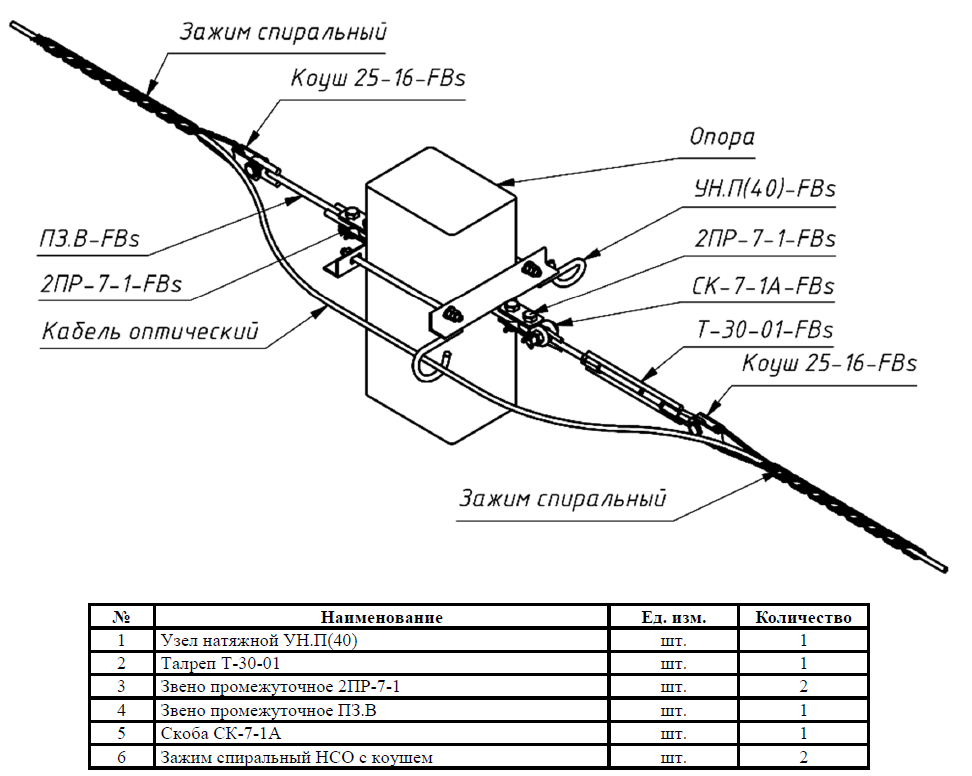 Зажим спиральный
Коуш 25-16-FBs
Опора
УН.П(40)-FBs
ПЗ.В-FBs
2ПР-7-1-FBs
2ПР-7-1-FBs
СК-7-1А-FBs
Кабель оптический
Т-30-01-FBs
Коуш 25-16-FBs
Зажим спиральный
№ Наименование Ед. изм. Количество
1 Узел натяжной УН.П(40) шт. 1
2 Талреп Т-30-01 шт. 1
3 Звено промежуточное 2ПР-7-1 шт. 2
4 Звено промежуточное ПЗ.В шт. 1
5 Скоба СК-7-1А шт. 1
6 Зажим спиральный НСО с коушем шт. 2